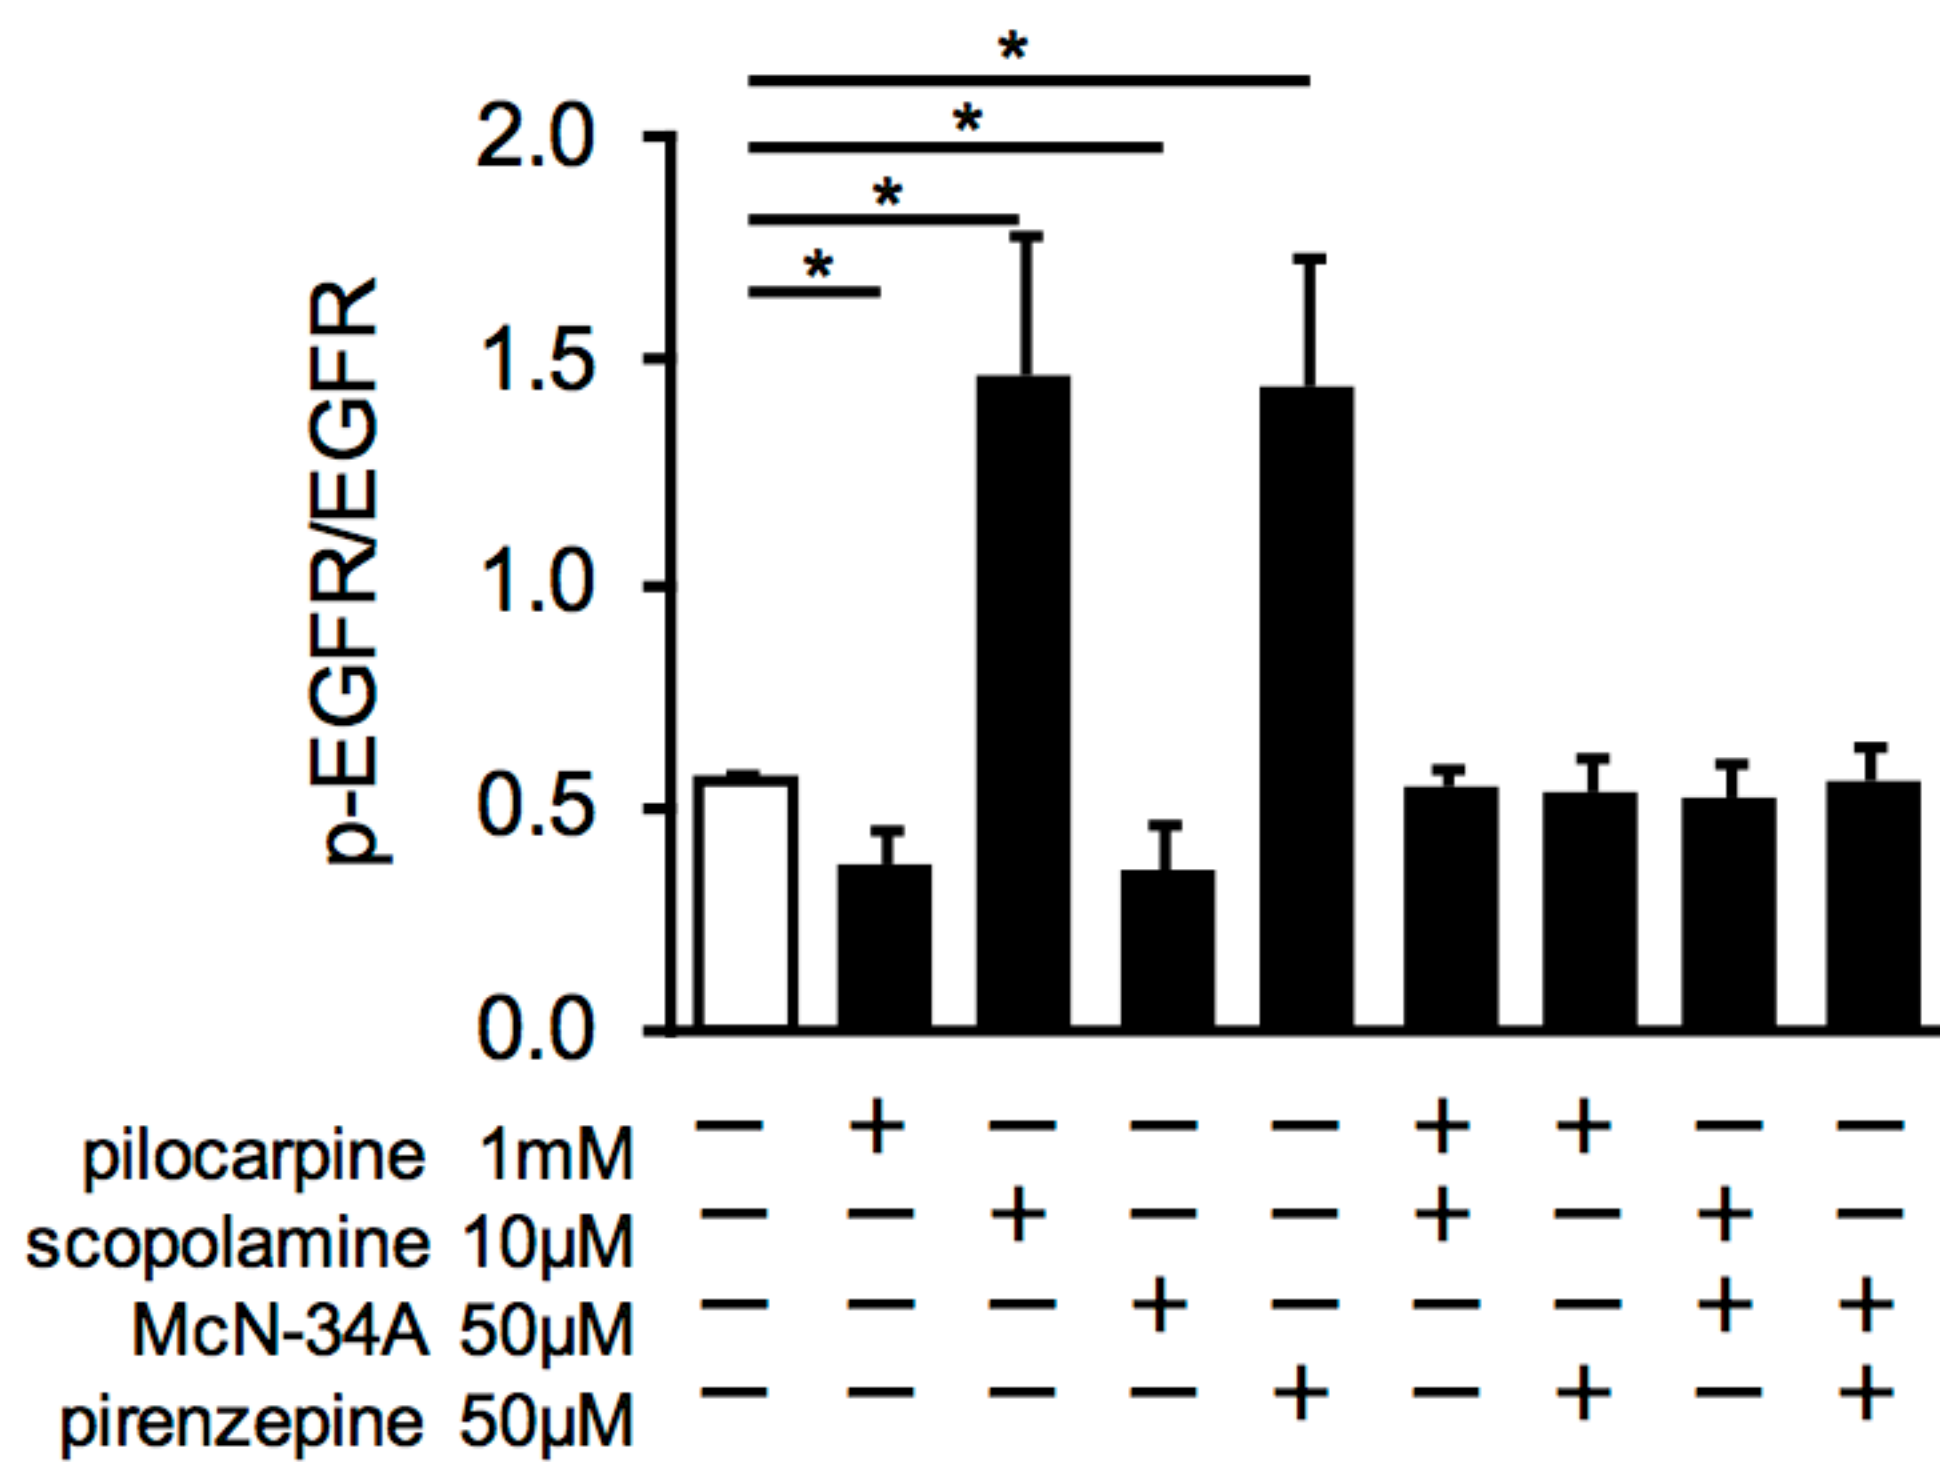 *
*
*
*
2.0
1.5
1.0
0.5
0.0
p-EGFR/EGFR
pilocarpine 1mM − + − − − + + − −
scopolamine 10µM − − + − − + − + −
McN-34A 50µM − − − + − − − + +
pirenzepine 50µM − − − − + − + − +